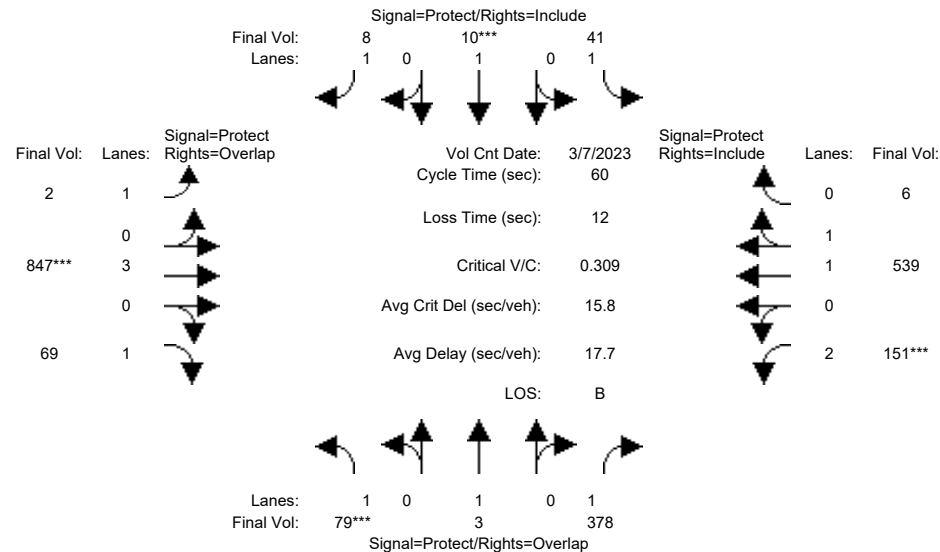 Signal=Protect/Rights=Include
Final Vol: 8 10*** 41
Lanes: 1 0 1 0 1
Signal=Protect Signal=Protect
Final Vol: Lanes: Rights=Overlap Vol Cnt Date: 3/7/2023 Rights=Include Lanes: Final Vol:
Cycle Time (sec): 60
2 1 0 6
Loss Time (sec): 12
0 1
847*** 3 Critical V/C: 0.309 1 539
0 Avg Crit Del (sec/veh): 15.8 0
69 1 Avg Delay (sec/veh): 17.7 2 151***
LOS: B
Lanes: 1 0 1 0 1
Final Vol: 79*** 3 378
Signal=Protect/Rights=Overlap